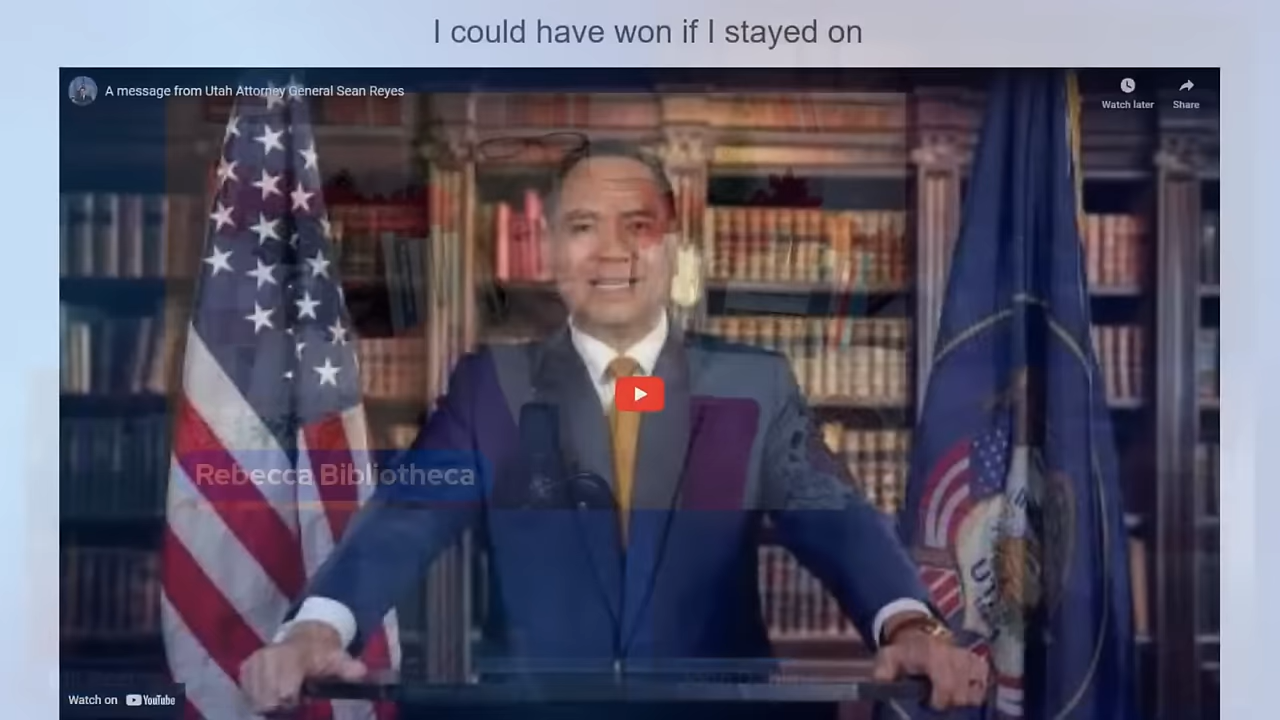 I could have won if I stayed on
A message from Utah Attorney General Sean Reyes
Watch later
Share
Rebecca Bibliotheca
Watch on YouTube